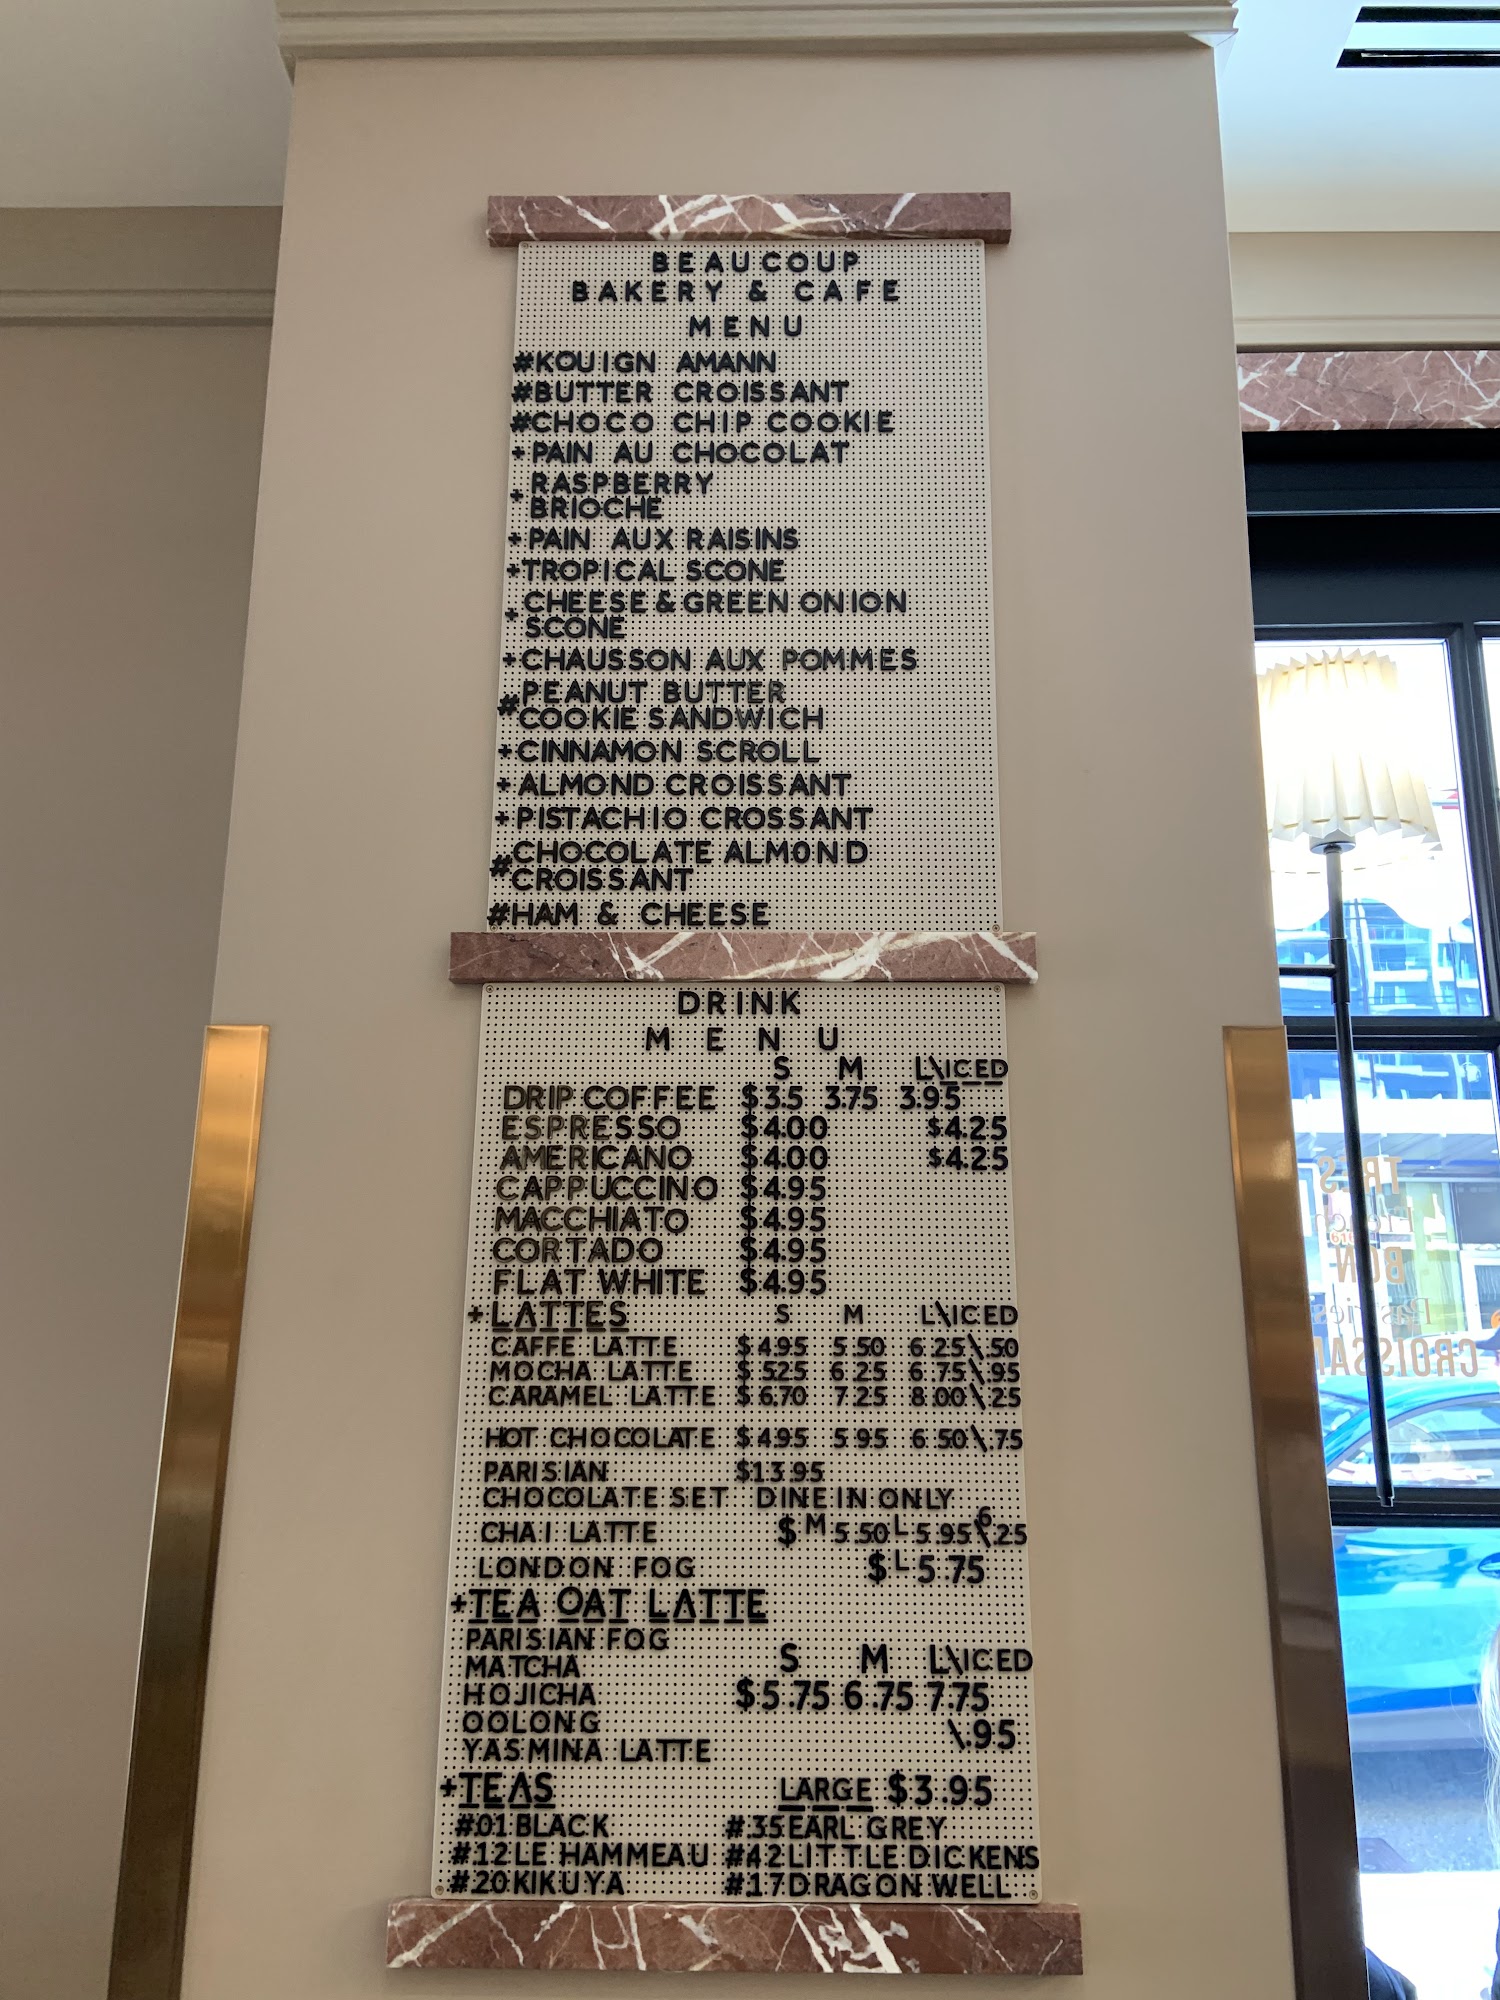 BEAUCOUP
BAKERY & CAFE
MENU
#KOUIGN AMANN
#BUTTER CROISSANT
#CHOCO CHIP COOKIE
+PAIN AU CHOCOLAT
+RASPBERRY
BRIOCHE
+PAIN AUX RAISINS
+TROPICAL SCONE
+CHEESE & GREEN ONION
SCONE
+CHAUSSON AUX POMMES
#PEANUT BUTTER
COOKIE SANDWICH
+CINNAMON SCROLL
+ALMOND CROISSANT
+PISTACHIO CROSSANT
#CHOCOLATE ALMOND
CROISSANT
#HAM & CHEESE
DRINK
MENU
S M L\ICED
DRIP COFFEE $3.5 3.75 3.95
ESPRESSO $4.00 $4.25
AMERICANO $4.00 $4.25
CAPPUCCINO $4.95
MACCHIATO $4.95
CORTADO $4.95
FLAT WHITE $4.95
+LATTES S M L\ICED
CAFFE LATTE $4.95 5.50 6.25\.50
MOCHA LATTE $5.25 6.25 6.75\.95
CARAMEL LATTE $6.70 7.25 8.00\.25
HOT CHOCOLATE $4.95 5.95 6.50\.75
PARISIAN $13.95
CHOCOLATE SET DINE IN ONLY
CHAI LATTE $ M 5.50 L 5.95\6.25
LONDON FOG $ L 5.75
+TEA OAT LATTE
PARISIAN FOG
MATCHA S M L\ICED
HOJICHA $5.75 6.75 7.75
OOLONG \.95
YASMINA LATTE
+TEAS LARGE $3.95
#01 BLACK #35 EARL GREY
#12 LE HAMMEAU #42 LITTLE DICKENS
#20 KIKUYA #17 DRAGON WELL
BON